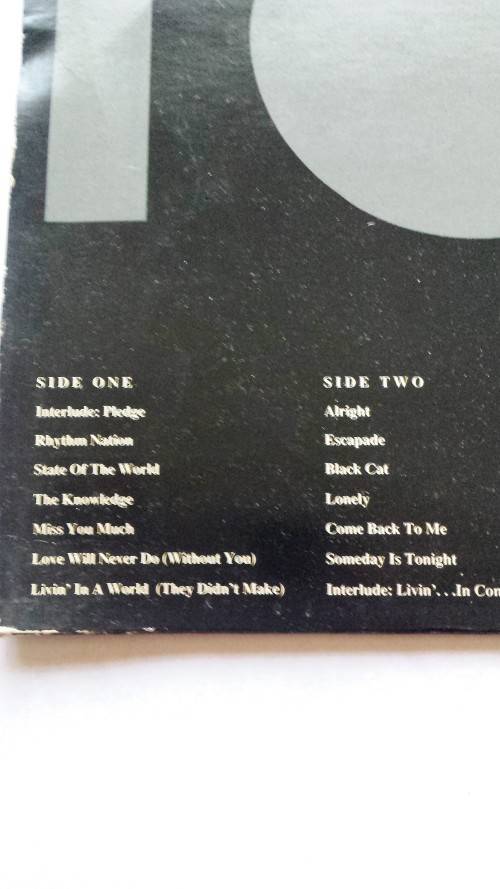 SIDE ONE
Interlude: Pledge
Rhythm Nation
State Of The World
The Knowledge
Miss You Much
Love Will Never Do (Without You)
Livin' In A World (They Didn't Make)
SIDE TWO
Alright
Escapade
Black Cat
Lonely
Come Back To Me
Someday Is Tonight
Interlude: Livin'. . .In